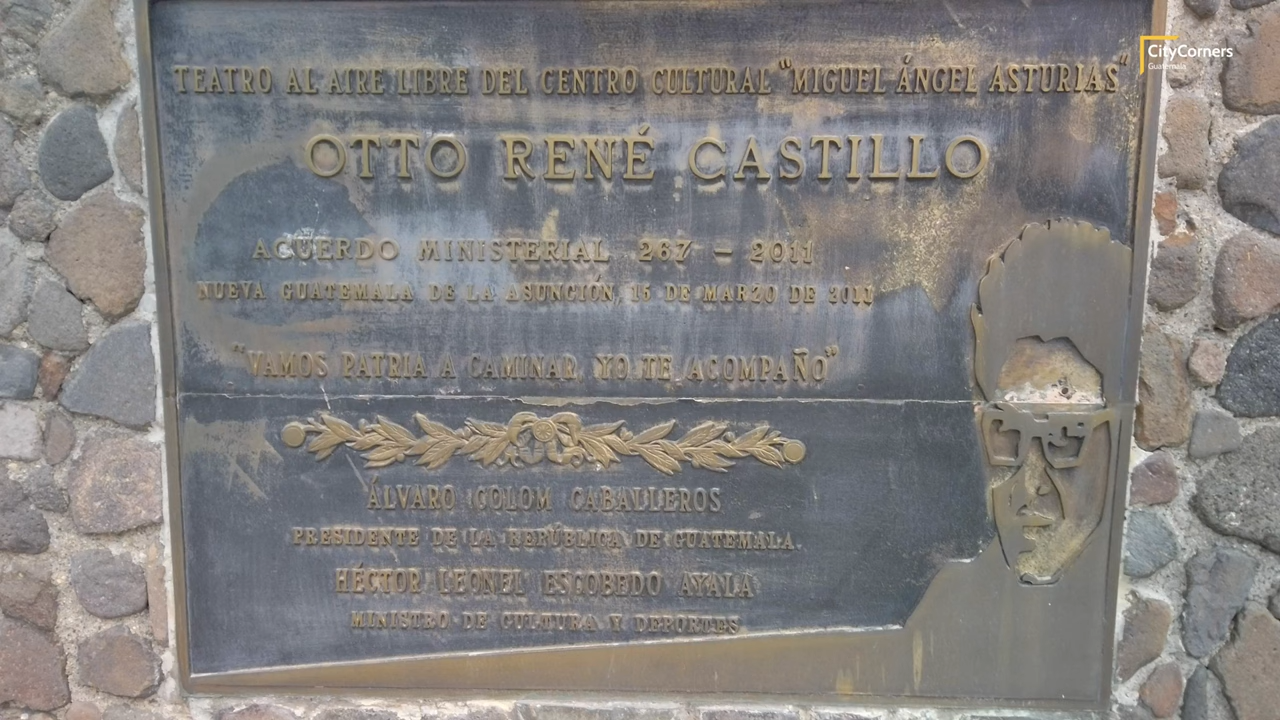 CityCorners
Guatemala
TEATRO AL AIRE LIBRE DEL CENTRO CULTURAL "MIGUEL ÁNGEL ASTURIAS"
OTTO RENÉ CASTILLO
ACUERDO MINISTERIAL 267 - 2011
NUEVA GUATEMALA DE LA ASUNCIÓN, 15 DE MARZO DE 2011
"VAMOS PATRIA A CAMINAR YO TE ACOMPAÑO"
ÁLVARO COLOM CABALLEROS
PRESIDENTE DE LA REPÚBLICA DE GUATEMALA.
HÉCTOR LEONEL ESCOBEDO AYALA
MINISTRO DE CULTURA Y DEPORTES